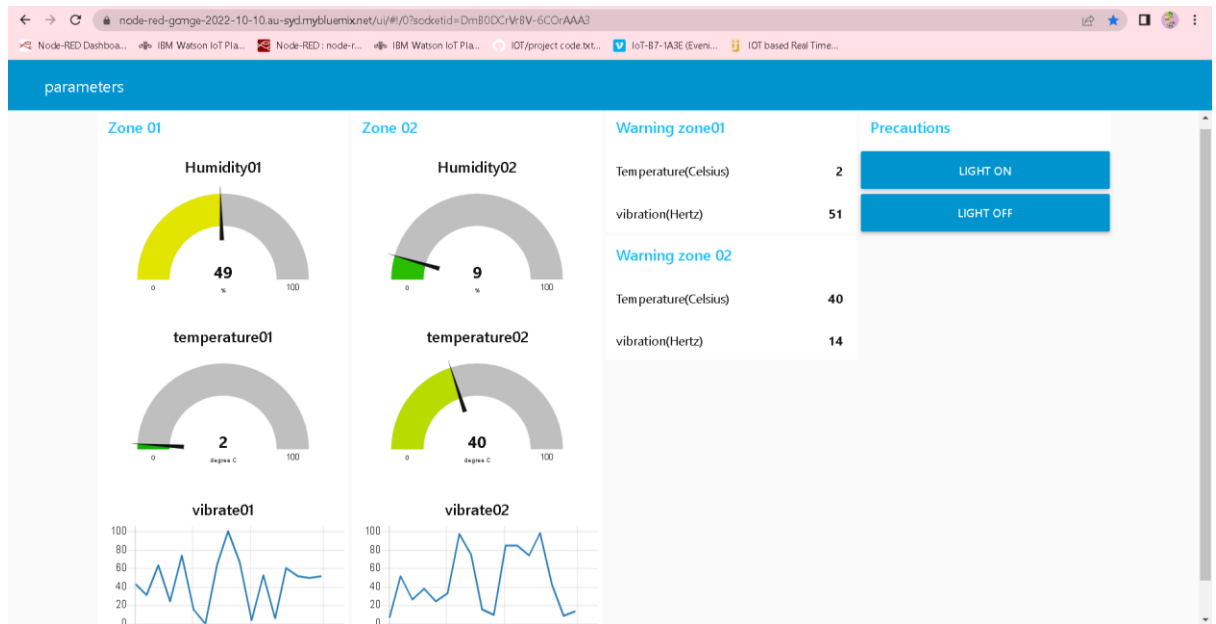 node-red-gomge-2022-10-10.au-syd.mybluemix.net/ui/#!/0?socketid=DmB0DCrVrBV-6COrAAA3
Node-RED Dashboa...
IBM Watson IoT Pla...
Node-RED : node-r...
IBM Watson IoT Pla...
IOT/project code.txt...
IoT-B7-1A3E (Eveni...
IOT based Real Time...
parameters
Zone 01
Humidity01
49
%
0
100
temperature01
2
degree C
0
100
vibrate01
100
80
60
40
20
0
Zone 02
Humidity02
9
%
0
100
temperature02
40
degree C
0
100
vibrate02
100
80
60
40
20
0
Warning zone01
Temperature(Celsius) 2
vibration(Hertz) 51
Warning zone 02
Temperature(Celsius) 40
vibration(Hertz) 14
Precautions
LIGHT ON
LIGHT OFF